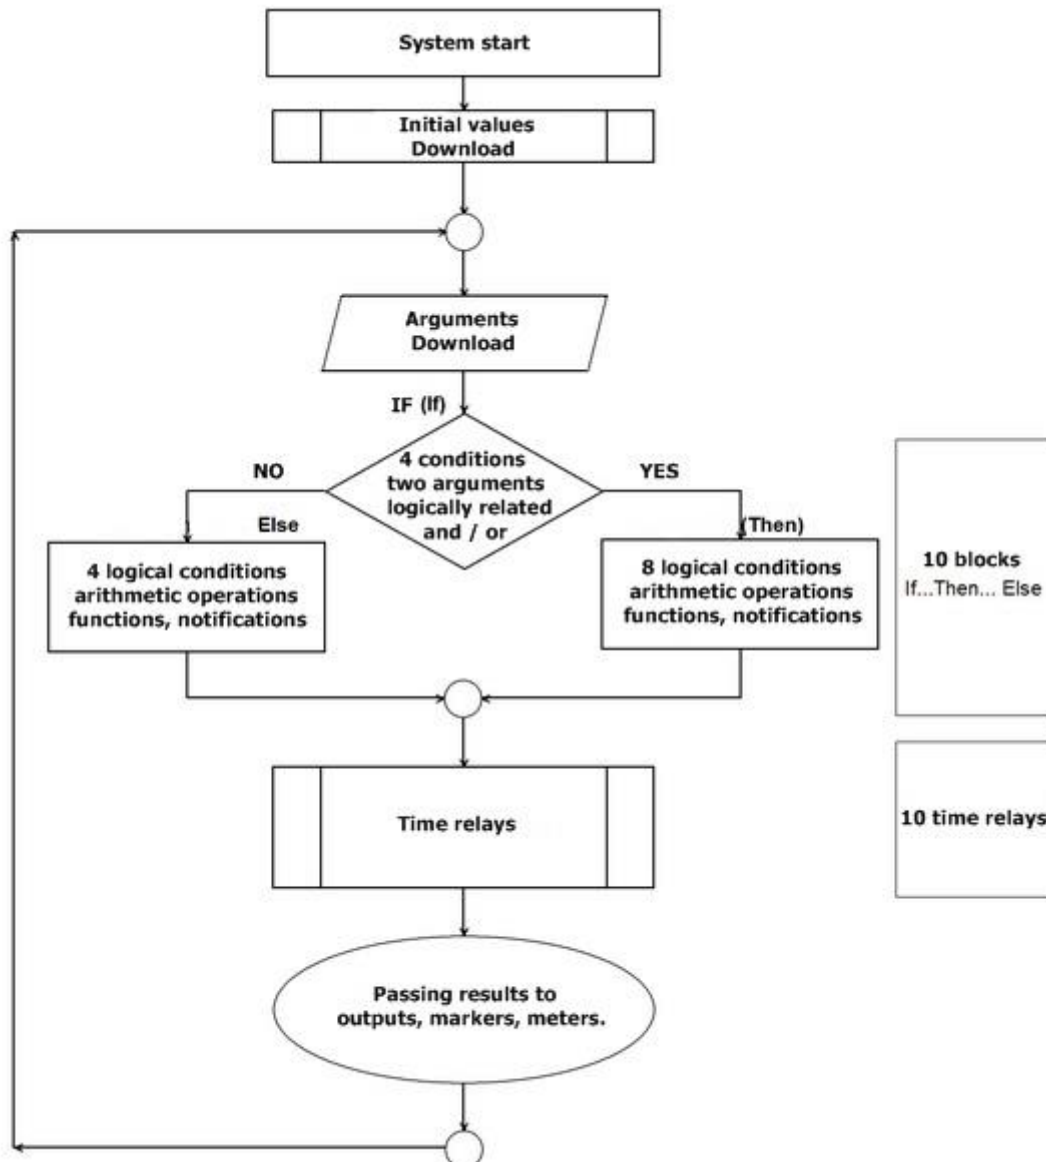 System start
Initial values
Download
Arguments
Download
IF (If)
4 conditions
two arguments
logically related
and / or
NO
YES
Else
(Then)
4 logical conditions
arithmetic operations
functions, notifications
8 logical conditions
arithmetic operations
functions, notifications
10 blocks
If...Then... Else
Time relays
10 time relays
Passing results to
outputs, markers, meters.